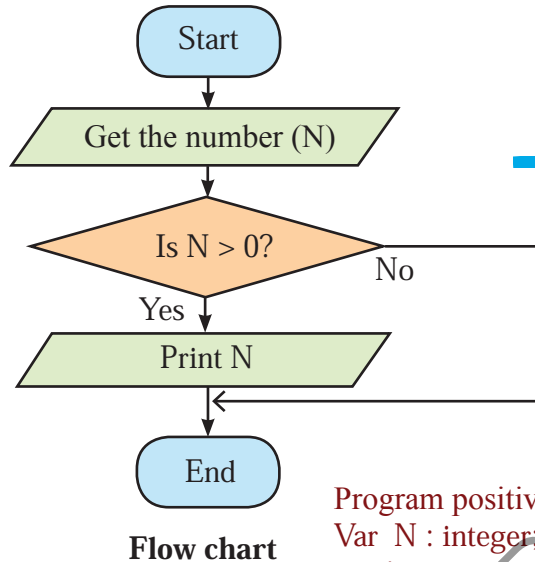 Start
Get the number (N)
Is N > 0?
No
Yes
Print N
End
Flow chart
Program positiv
Var N : integer;